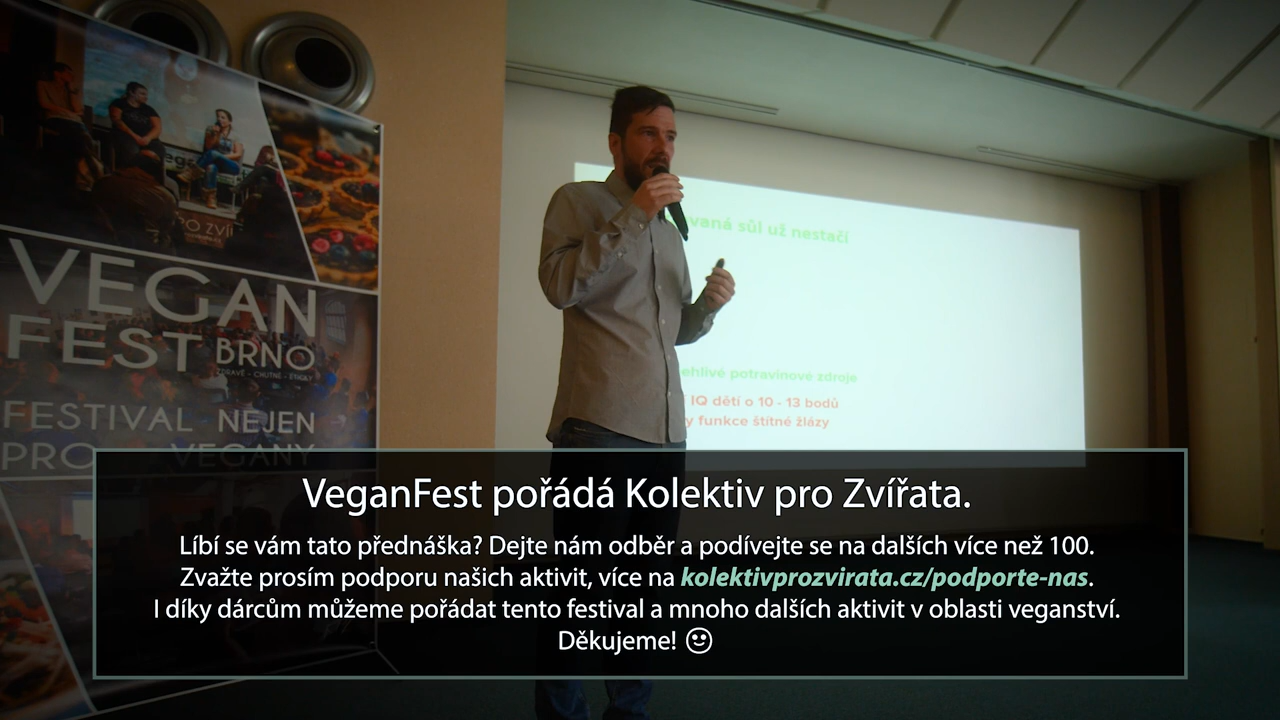 VEGAN
FEST BRNO
ZDRAVĚ - CHUTNĚ - ETICKY
FESTIVAL NEJEN
PRO VEGANY
sůl už nestačí
potravinové zdroje
IQ dětí o 10 - 13 bodů
funkce štítné žlázy
VeganFest pořádá Kolektiv pro Zvířata.
Líbí se vám tato přednáška? Dejte nám odběr a podívejte se na dalších více než 100.
Zvažte prosím podporu našich aktivit, více na kolektivprozvirata.cz/podporte-nas.
I díky dárcům můžeme pořádat tento festival a mnoho dalších aktivit v oblasti veganství.
Děkujeme! 🙂